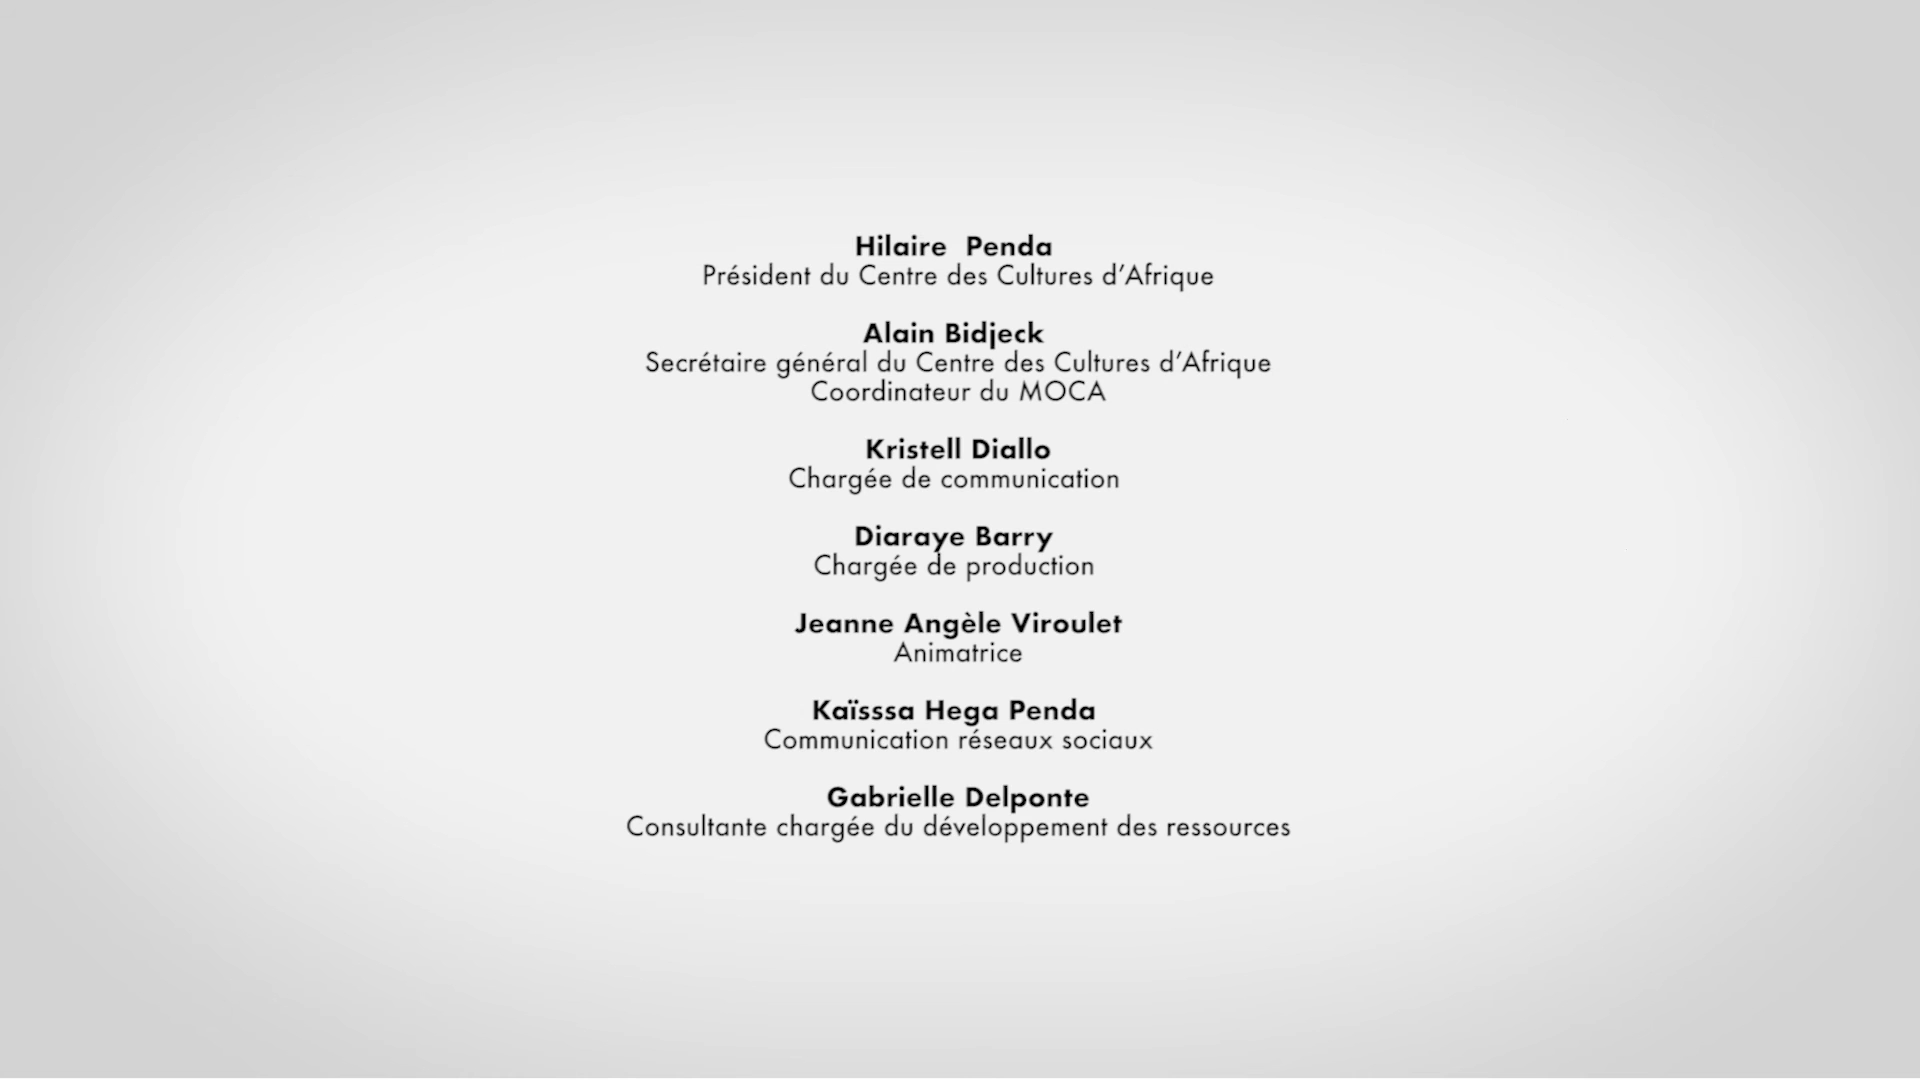 Hilaire  Penda
Président du Centre des Cultures d’Afrique
Alain Bidjeck
Secrétaire général du Centre des Cultures d’Afrique
Coordinateur du MOCA
Kristell Diallo
Chargée de communication
Diaraye Barry
Chargée de production
Jeanne Angèle Viroulet
Animatrice
Kaïsssa Hega Penda
Communication réseaux sociaux
Gabrielle Delponte
Consultante chargée du développement des ressources